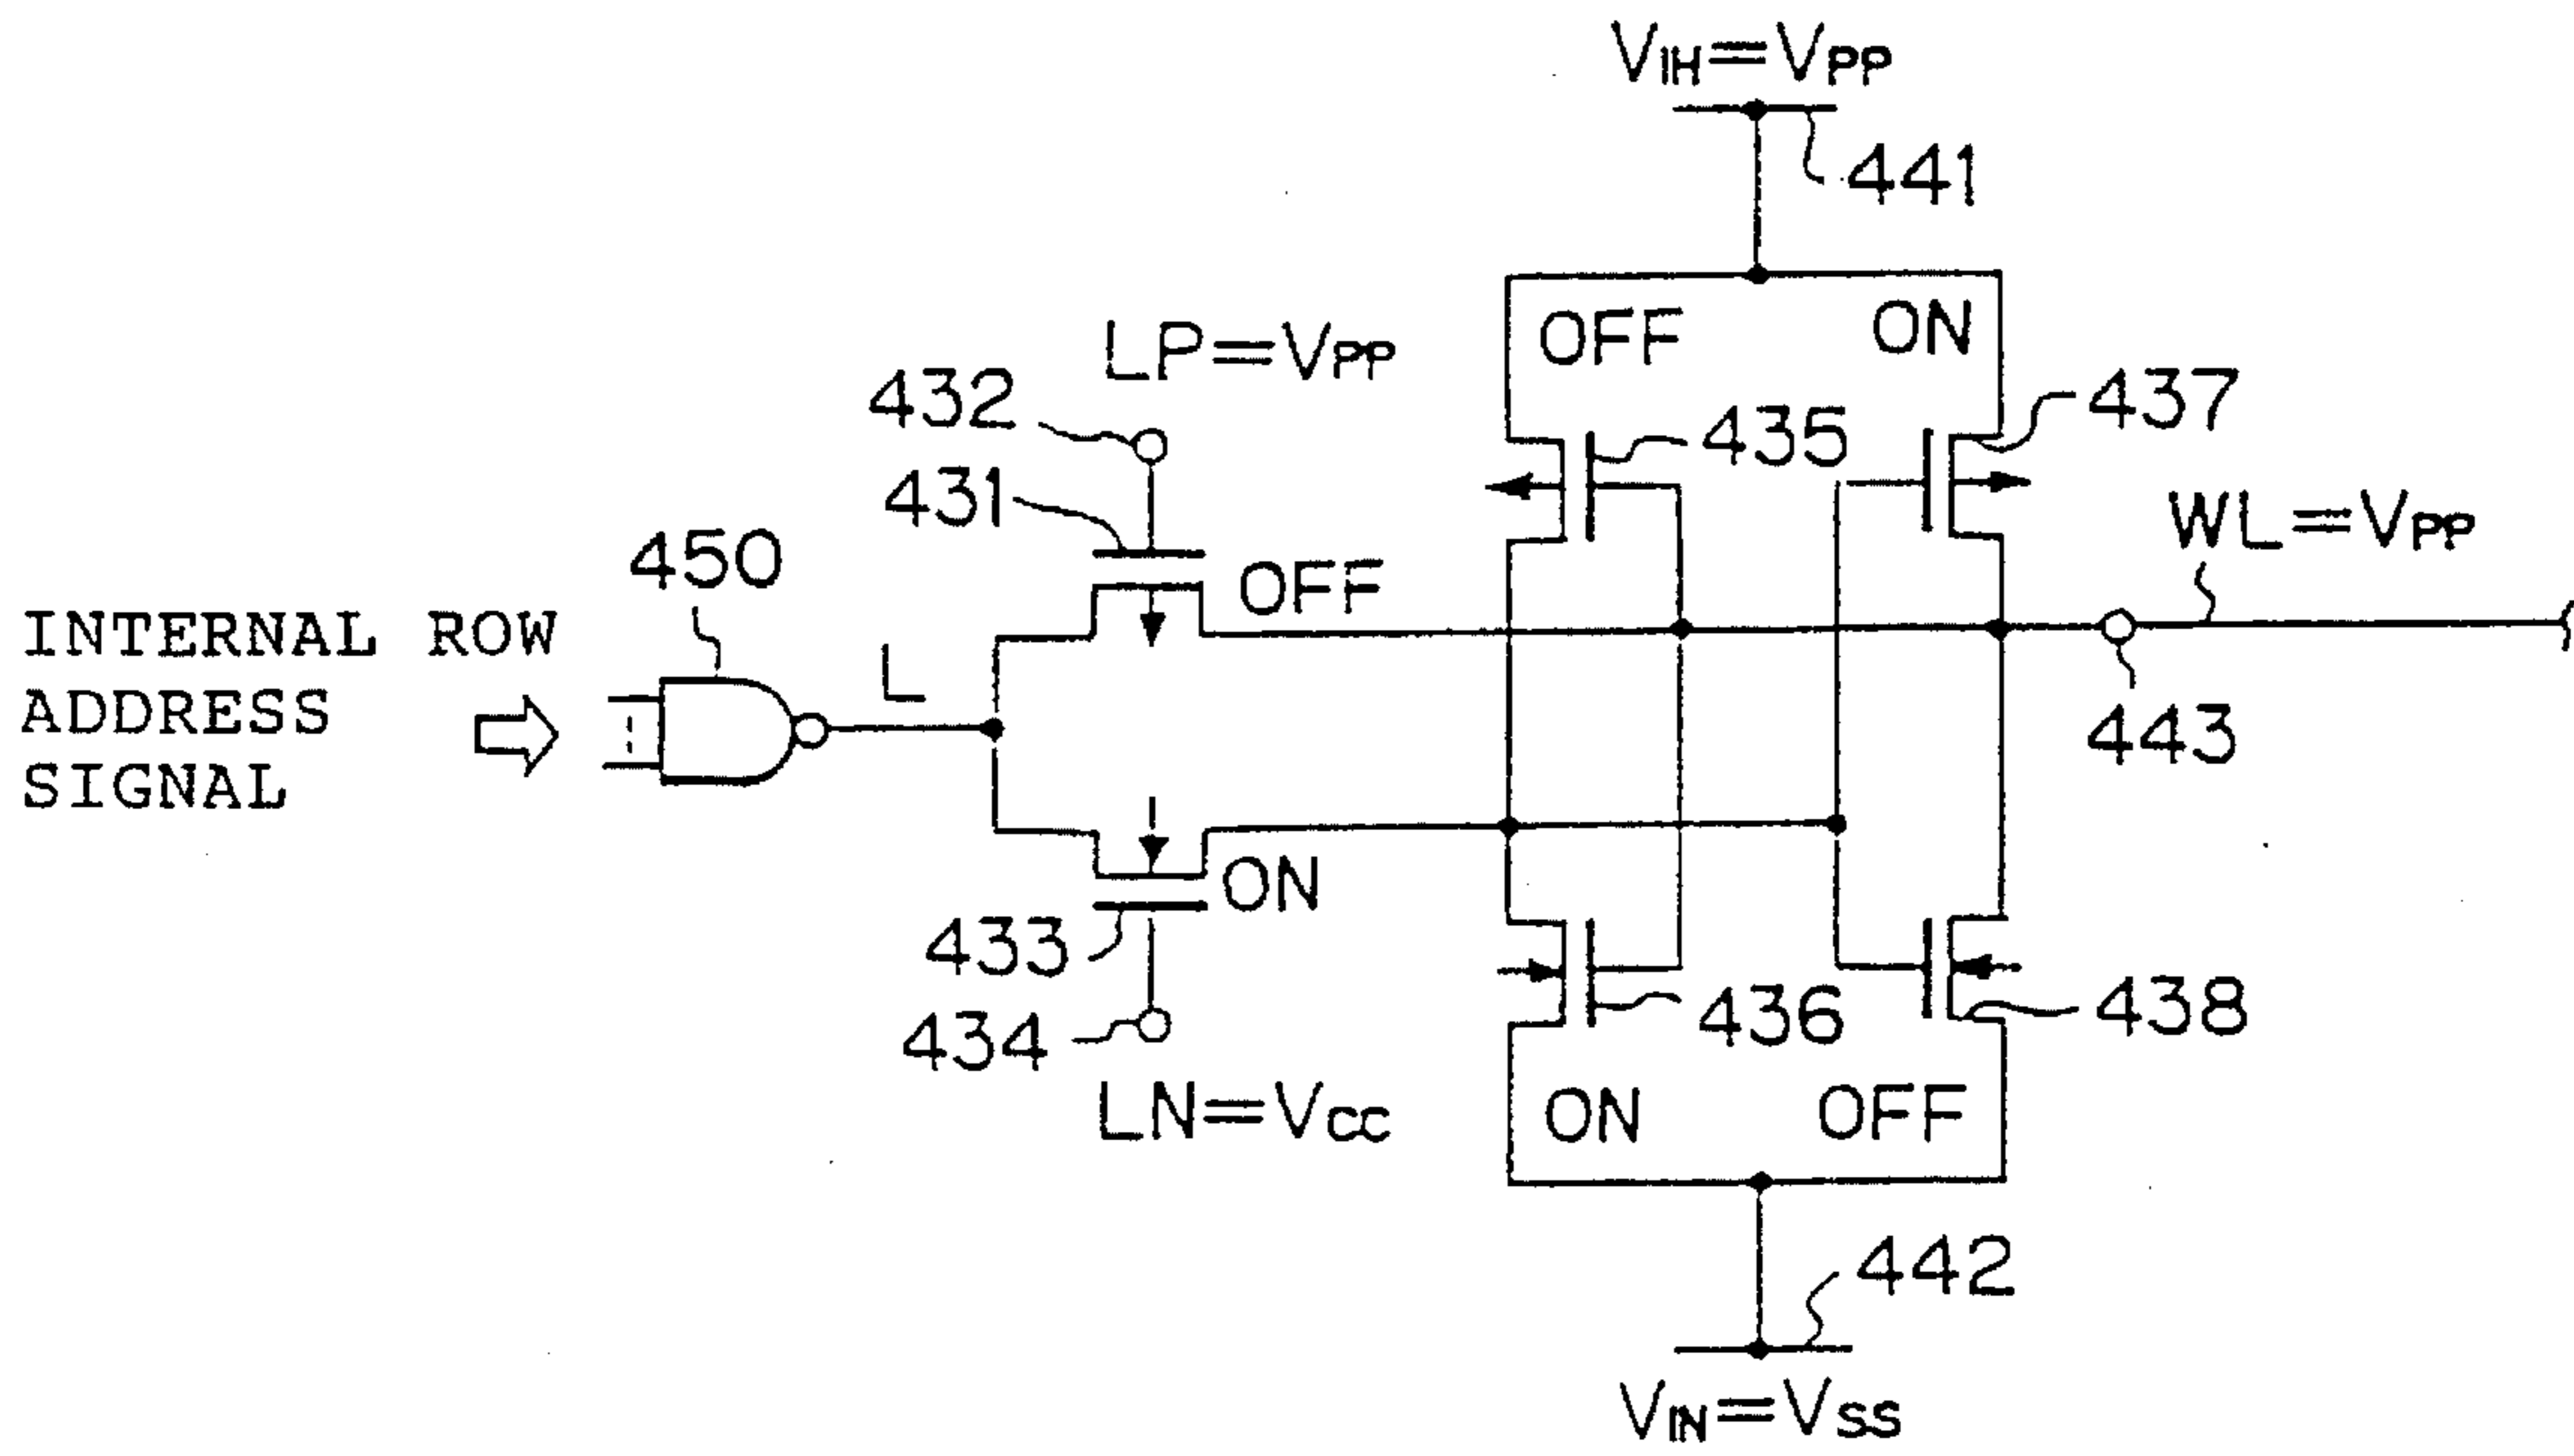 VIH=VPP
441
OFF
ON
LP=VPP
432
435
437
431
WL=VPP
450
OFF
INTERNAL ROW
ADDRESS
SIGNAL
L
443
ON
433
434
436
438
LN=VCC
ON
OFF
442
VIN=VSS